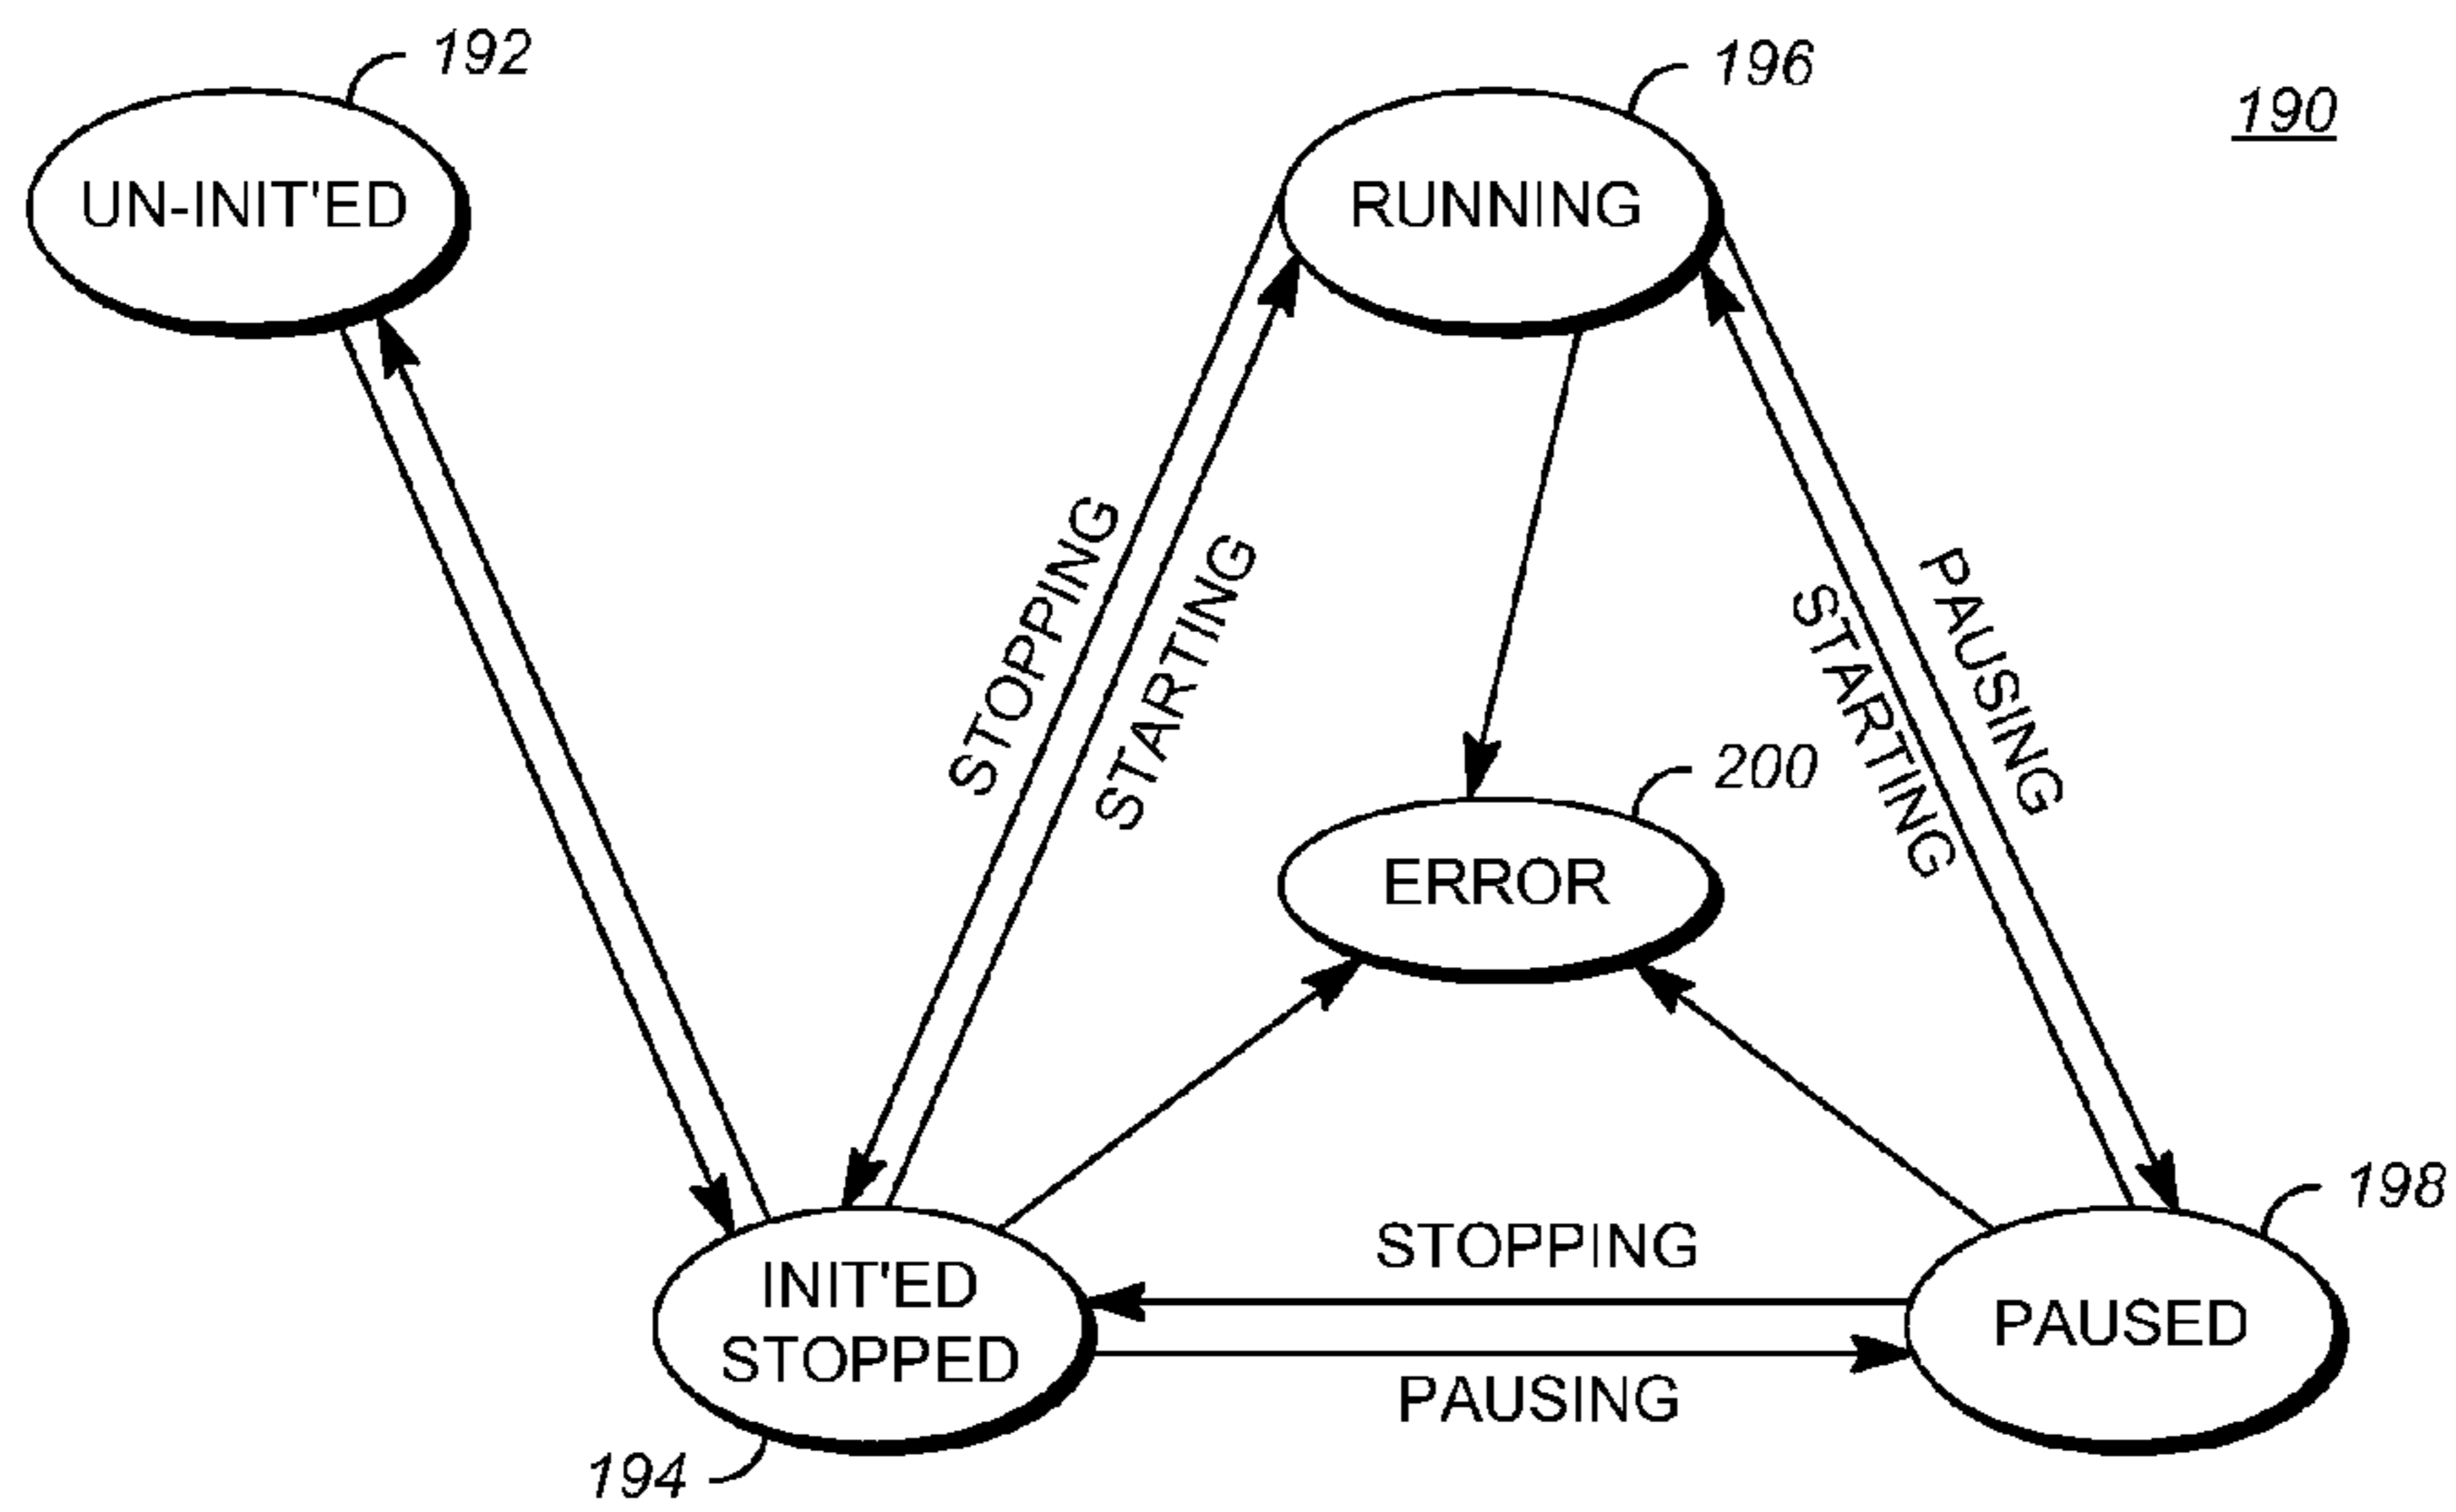 192
196
190
UN-INIT'ED
RUNNING
STOPPING
STARTING
PAUSING
STARTING
200
ERROR
198
STOPPING
INIT'ED
STOPPED
PAUSED
PAUSING
194